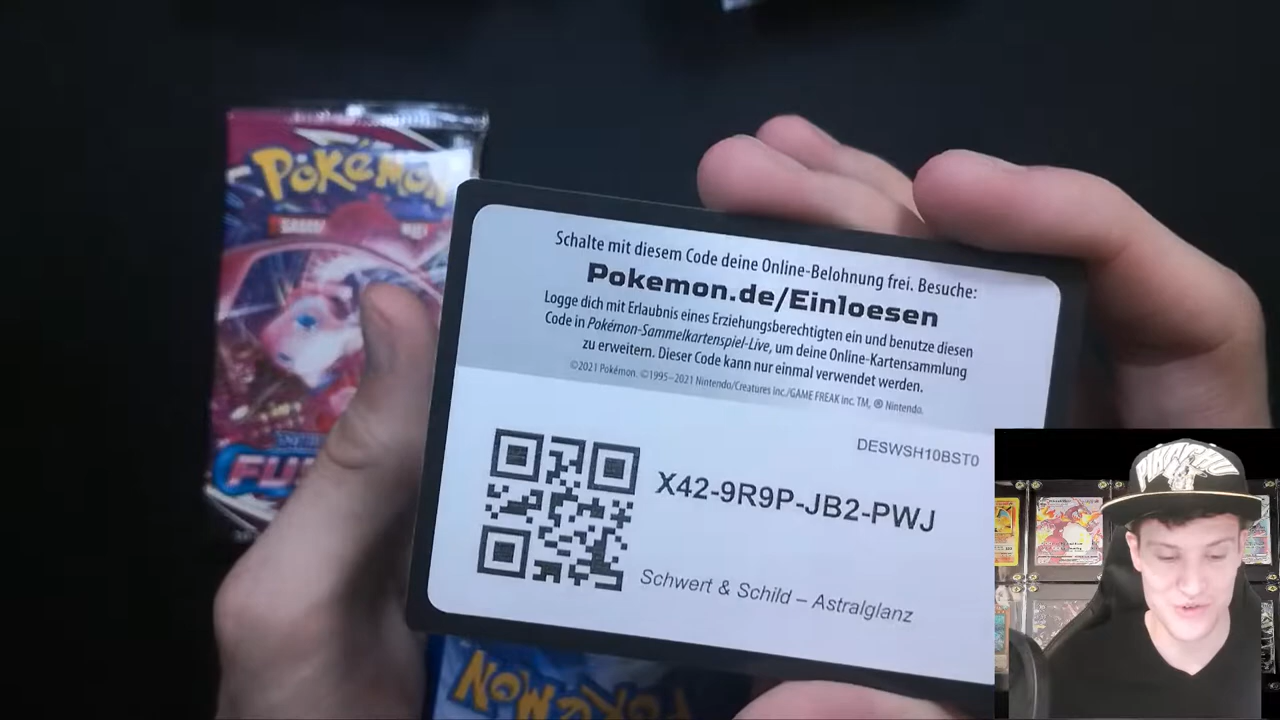 Pokémon
Schalte mit diesem Code deine Online-Belohnung frei. Besuche:
Pokemon.de/Einloesen
Logge dich mit Erlaubnis eines Erziehungsberechtigten ein und benutze diesen
Code in Pokémon-Sammelkartenspiel-Live, um deine Online-Kartensammlung
zu erweitern. Dieser Code kann nur einmal verwendet werden.
©2021 Pokémon. ©1995–2021 Nintendo/Creatures Inc./GAME FREAK inc. TM, ® Nintendo.
DESWSH10BST0
X42-9R9P-JB2-PWJ
Schwert & Schild – Astralglanz
FU
Pokémon